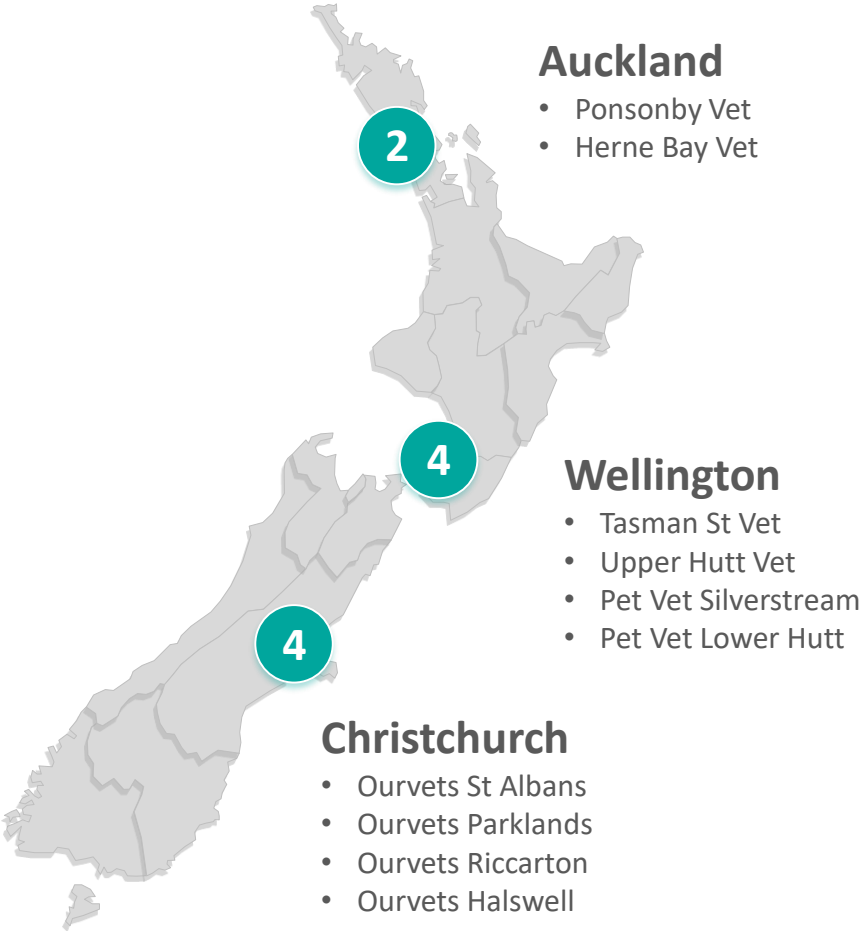 Auckland
• Ponsonby Vet
• Herne Bay Vet
2
4
Wellington
• Tasman St Vet
• Upper Hutt Vet
• Pet Vet Silverstream
• Pet Vet Lower Hutt
4
Christchurch
• Ourvets St Albans
• Ourvets Parklands
• Ourvets Riccarton
• Ourvets Halswell